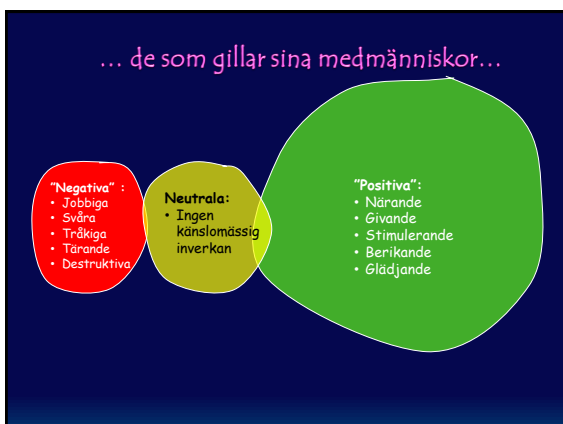 ... de som gillar sina medmänniskor...
"Negativa" :
• Jobbiga
• Svåra
• Tråkiga
• Tärande
• Destruktiva
Neutrala:
• Ingen
känslomässig
inverkan
"Positiva":
• Närande
• Givande
• Stimulerande
• Berikande
• Glädjande